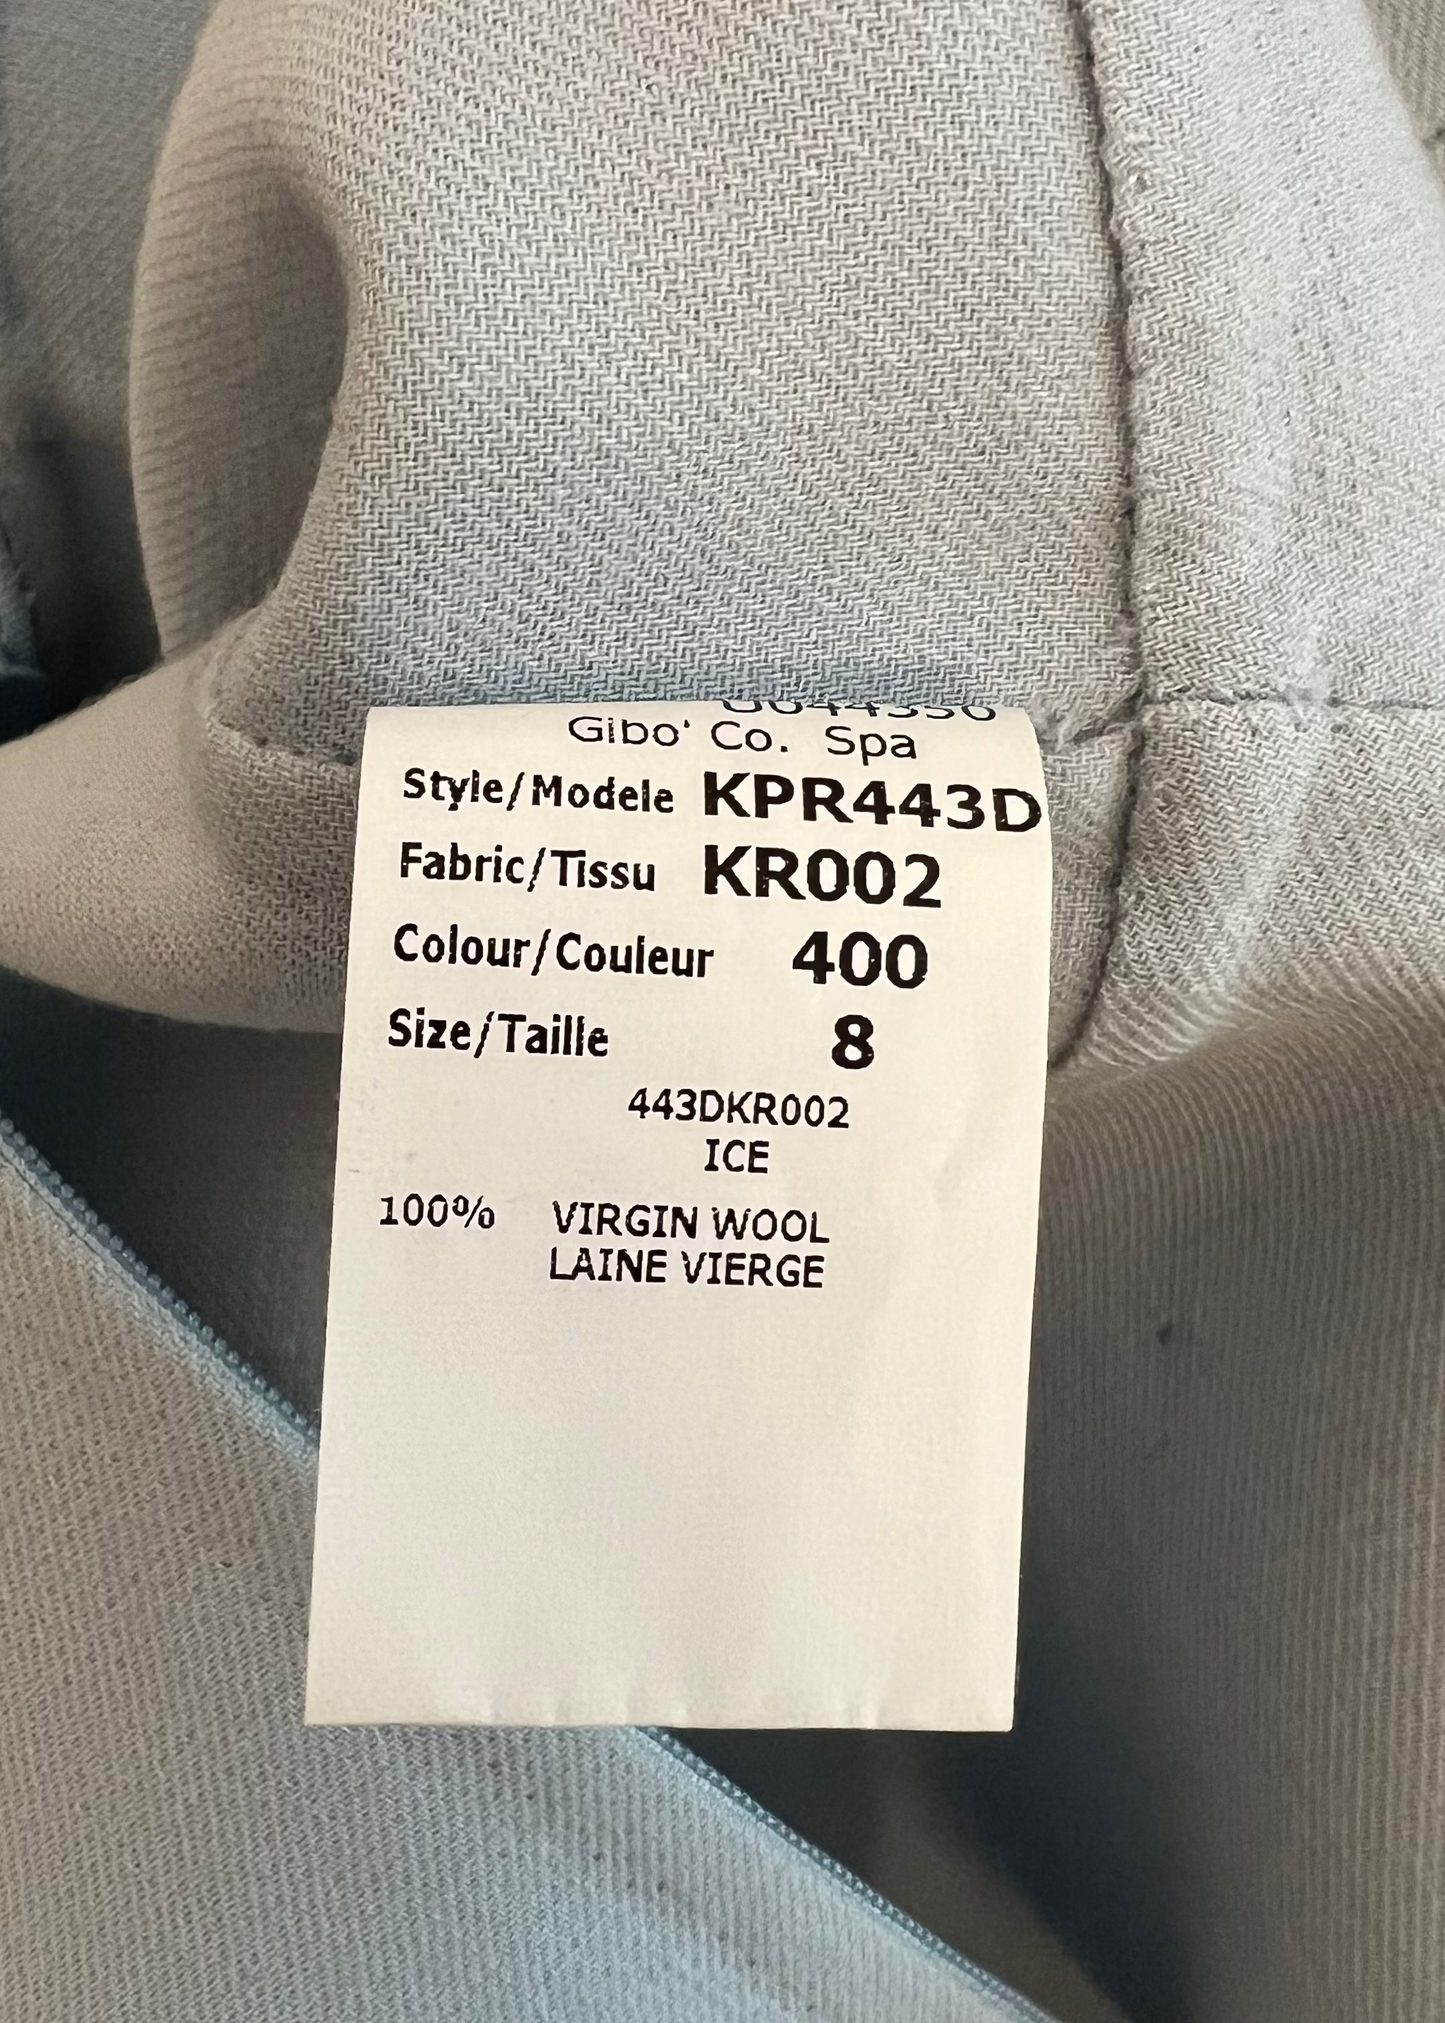 Gibo' Co. Spa
Style/Modele KPR443D
Fabric/Tissu KR002
Colour/Couleur 400
Size/Taille 8
443DKR002
ICE
100% VIRGIN WOOL
LAINE VIERGE